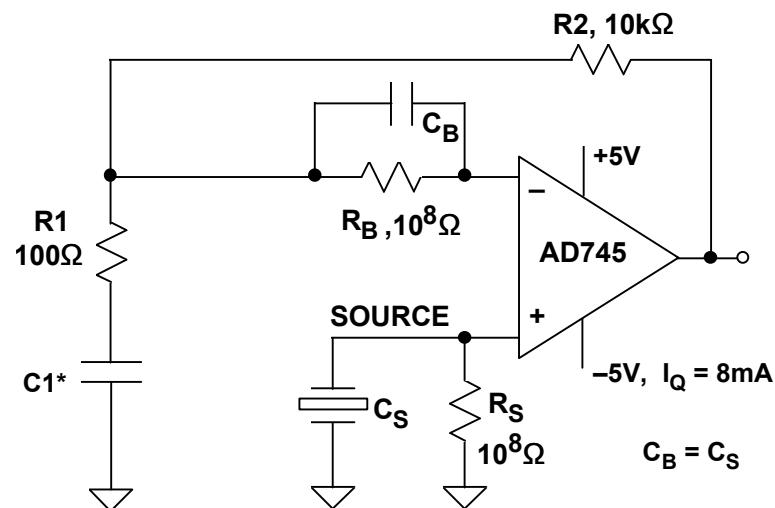 R2, 10kΩ
C_B
+5V
R1
100Ω
R_B ,10^8Ω
–
AD745
SOURCE
+
C1*
C_S
R_S
10^8Ω
–5V, I_Q = 8mA
C_B = C_S